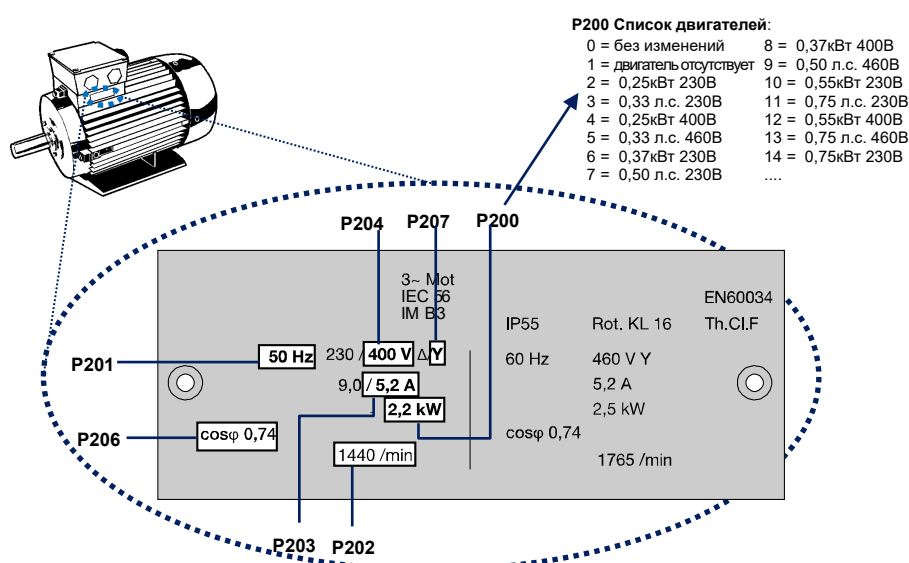 P200 Список двигателей:
0 = без изменений
1 = двигатель отсутствует
2 = 0,25кВт 230В
3 = 0,33 л.с. 230В
4 = 0,25кВт 400В
5 = 0,33 л.с. 460В
6 = 0,37кВт 230В
7 = 0,50 л.с. 230В
8 = 0,37кВт 400В
9 = 0,50 л.с. 460В
10 = 0,55кВт 230В
11 = 0,75 л.с. 230В
12 = 0,55кВт 400В
13 = 0,75 л.с. 460В
14 = 0,75кВт 230В
....
P204 P207 P200
3~ Mot
IEC 56
IM B3
EN60034
IP55 Rot. KL 16 Th.Cl.F
P201
50 Hz 230 / 400 V Δ/Y 60 Hz 460 V Y
9,0 / 5,2 A 5,2 A
2,2 kW 2,5 kW
P206
cosφ 0,74 cosφ 0,74
1440 /min 1765 /min
P203 P202